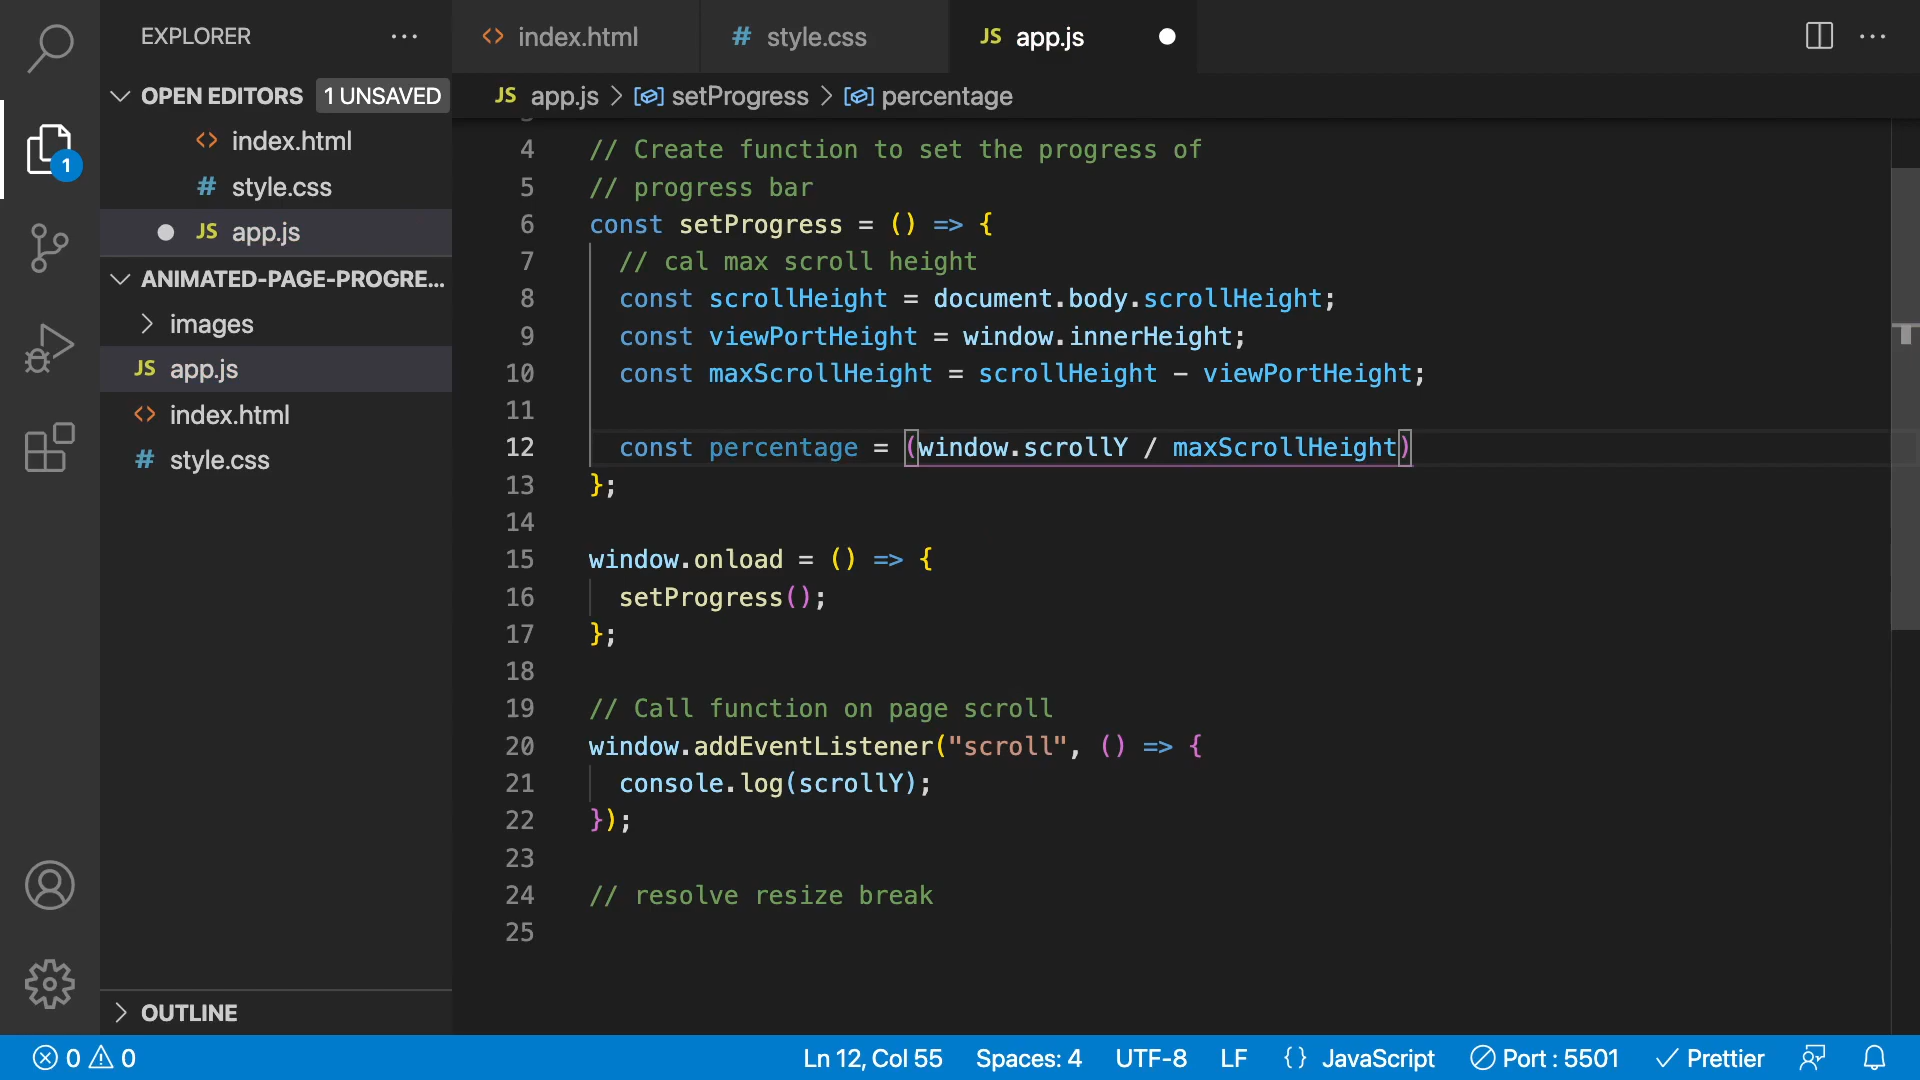 EXPLORER
<> index.html
# style.css
JS app.js
OPEN EDITORS 1 UNSAVED
JS app.js > setProgress > percentage
<> index.html
# style.css
JS app.js
ANIMATED-PAGE-PROGRE...
images
JS app.js
<> index.html
# style.css
1
4 // Create function to set the progress of
5 // progress bar
6 const setProgress = () => {
7 // cal max scroll height
8 const scrollHeight = document.body.scrollHeight;
9 const viewPortHeight = window.innerHeight;
10 const maxScrollHeight = scrollHeight - viewPortHeight;
11
12 const percentage = (window.scrollY / maxScrollHeight)
13 };
14
15 window.onload = () => {
16 setProgress();
17 };
18
19 // Call function on page scroll
20 window.addEventListener("scroll", () => {
21 console.log(scrollY);
22 });
23
24 // resolve resize break
25
OUTLINE
0 0 Ln 12, Col 55 Spaces: 4 UTF-8 LF {} JavaScript Port : 5501 Prettier